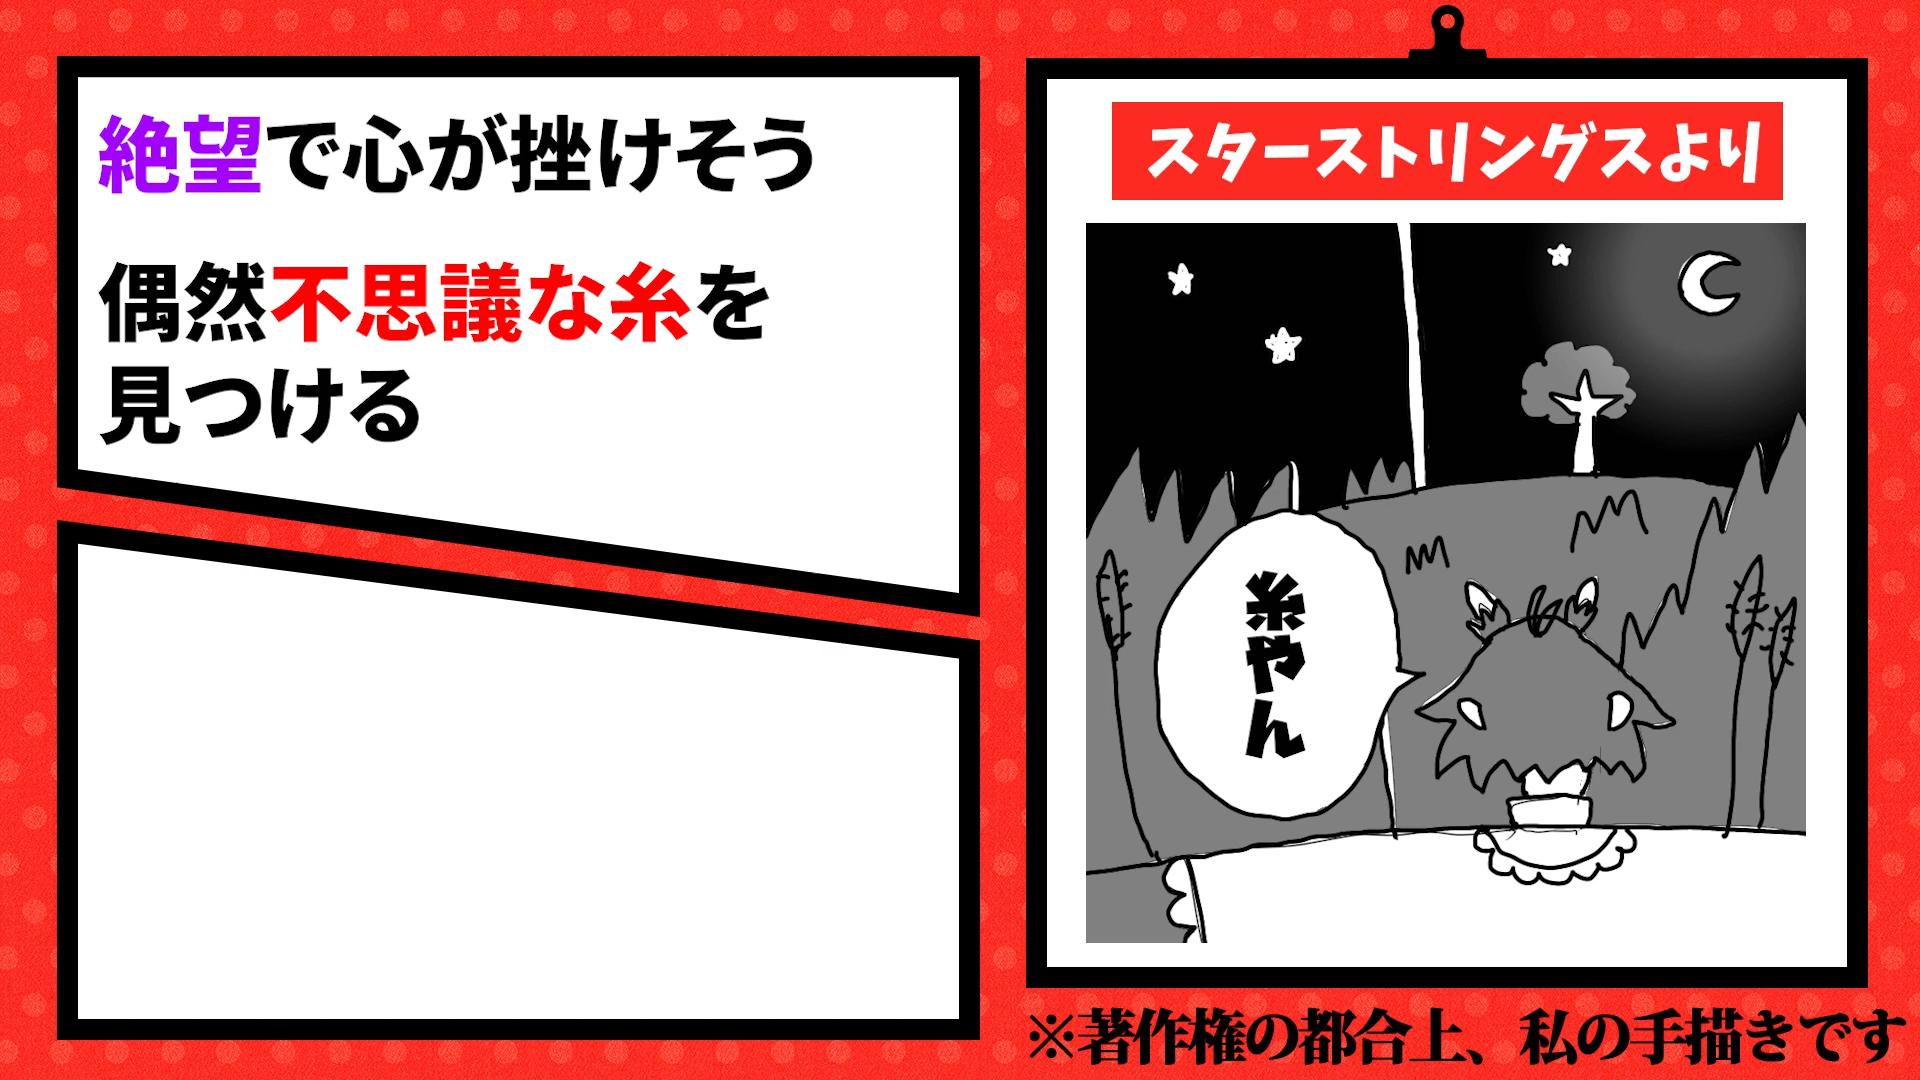 絶望で心が挫けそう
偶然不思議な糸を
見つける
スターストリングスより
糸やん
※著作権の都合上、私の手描きです